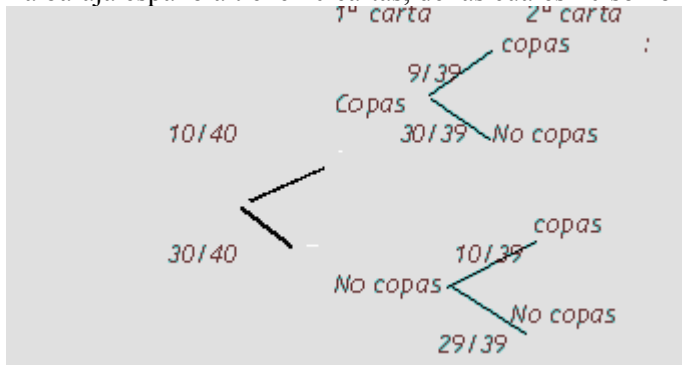 1ª carta 2ª carta
copas :
9/39
Copas
10/40 30/39 No copas
copas
30/40 10/39
No copas
No copas
29/39